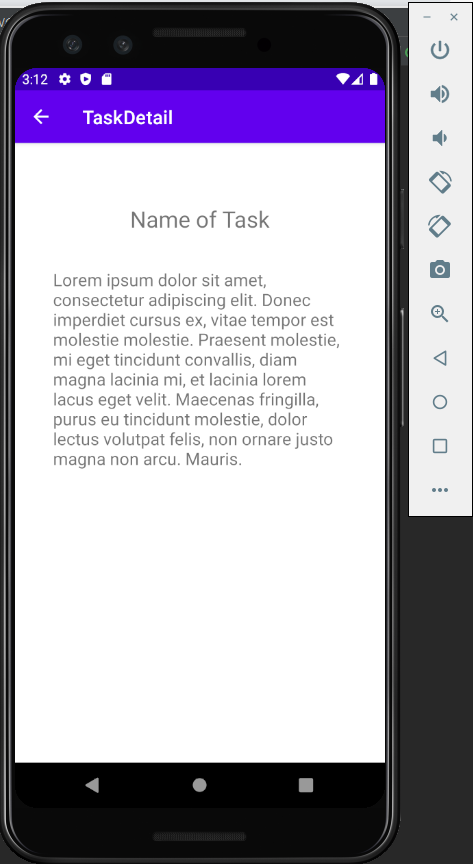 3:12
TaskDetail
Name of Task
Lorem ipsum dolor sit amet,
consectetur adipiscing elit. Donec
imperdiet cursus ex, vitae tempor est
molestie molestie. Praesent molestie,
mi eget tincidunt convallis, diam
magna lacinia mi, et lacinia lorem
lacus eget velit. Maecenas fringilla,
purus eu tincidunt molestie, dolor
lectus volutpat felis, non ornare justo
magna non arcu. Mauris.